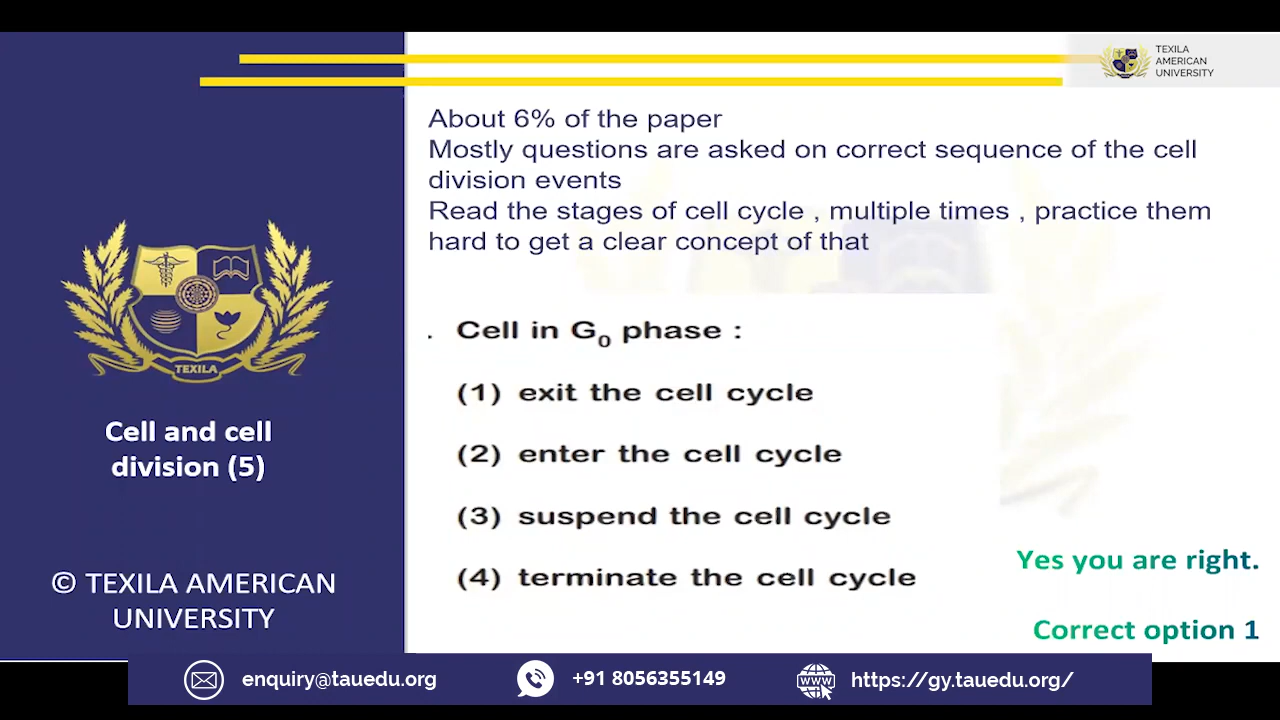 TEXILA
AMERICAN
UNIVERSITY
About 6% of the paper
Mostly questions are asked on correct sequence of the cell
division events
Read the stages of cell cycle , multiple times , practice them
hard to get a clear concept of that
TEXILA
Cell and cell
division (5)
© TEXILA AMERICAN
UNIVERSITY
. Cell in G₀ phase :
(1) exit the cell cycle
(2) enter the cell cycle
(3) suspend the cell cycle
(4) terminate the cell cycle
Yes you are right.
Correct option 1
enquiry@tauedu.org
+91 8056355149
www
https://gy.tauedu.org/